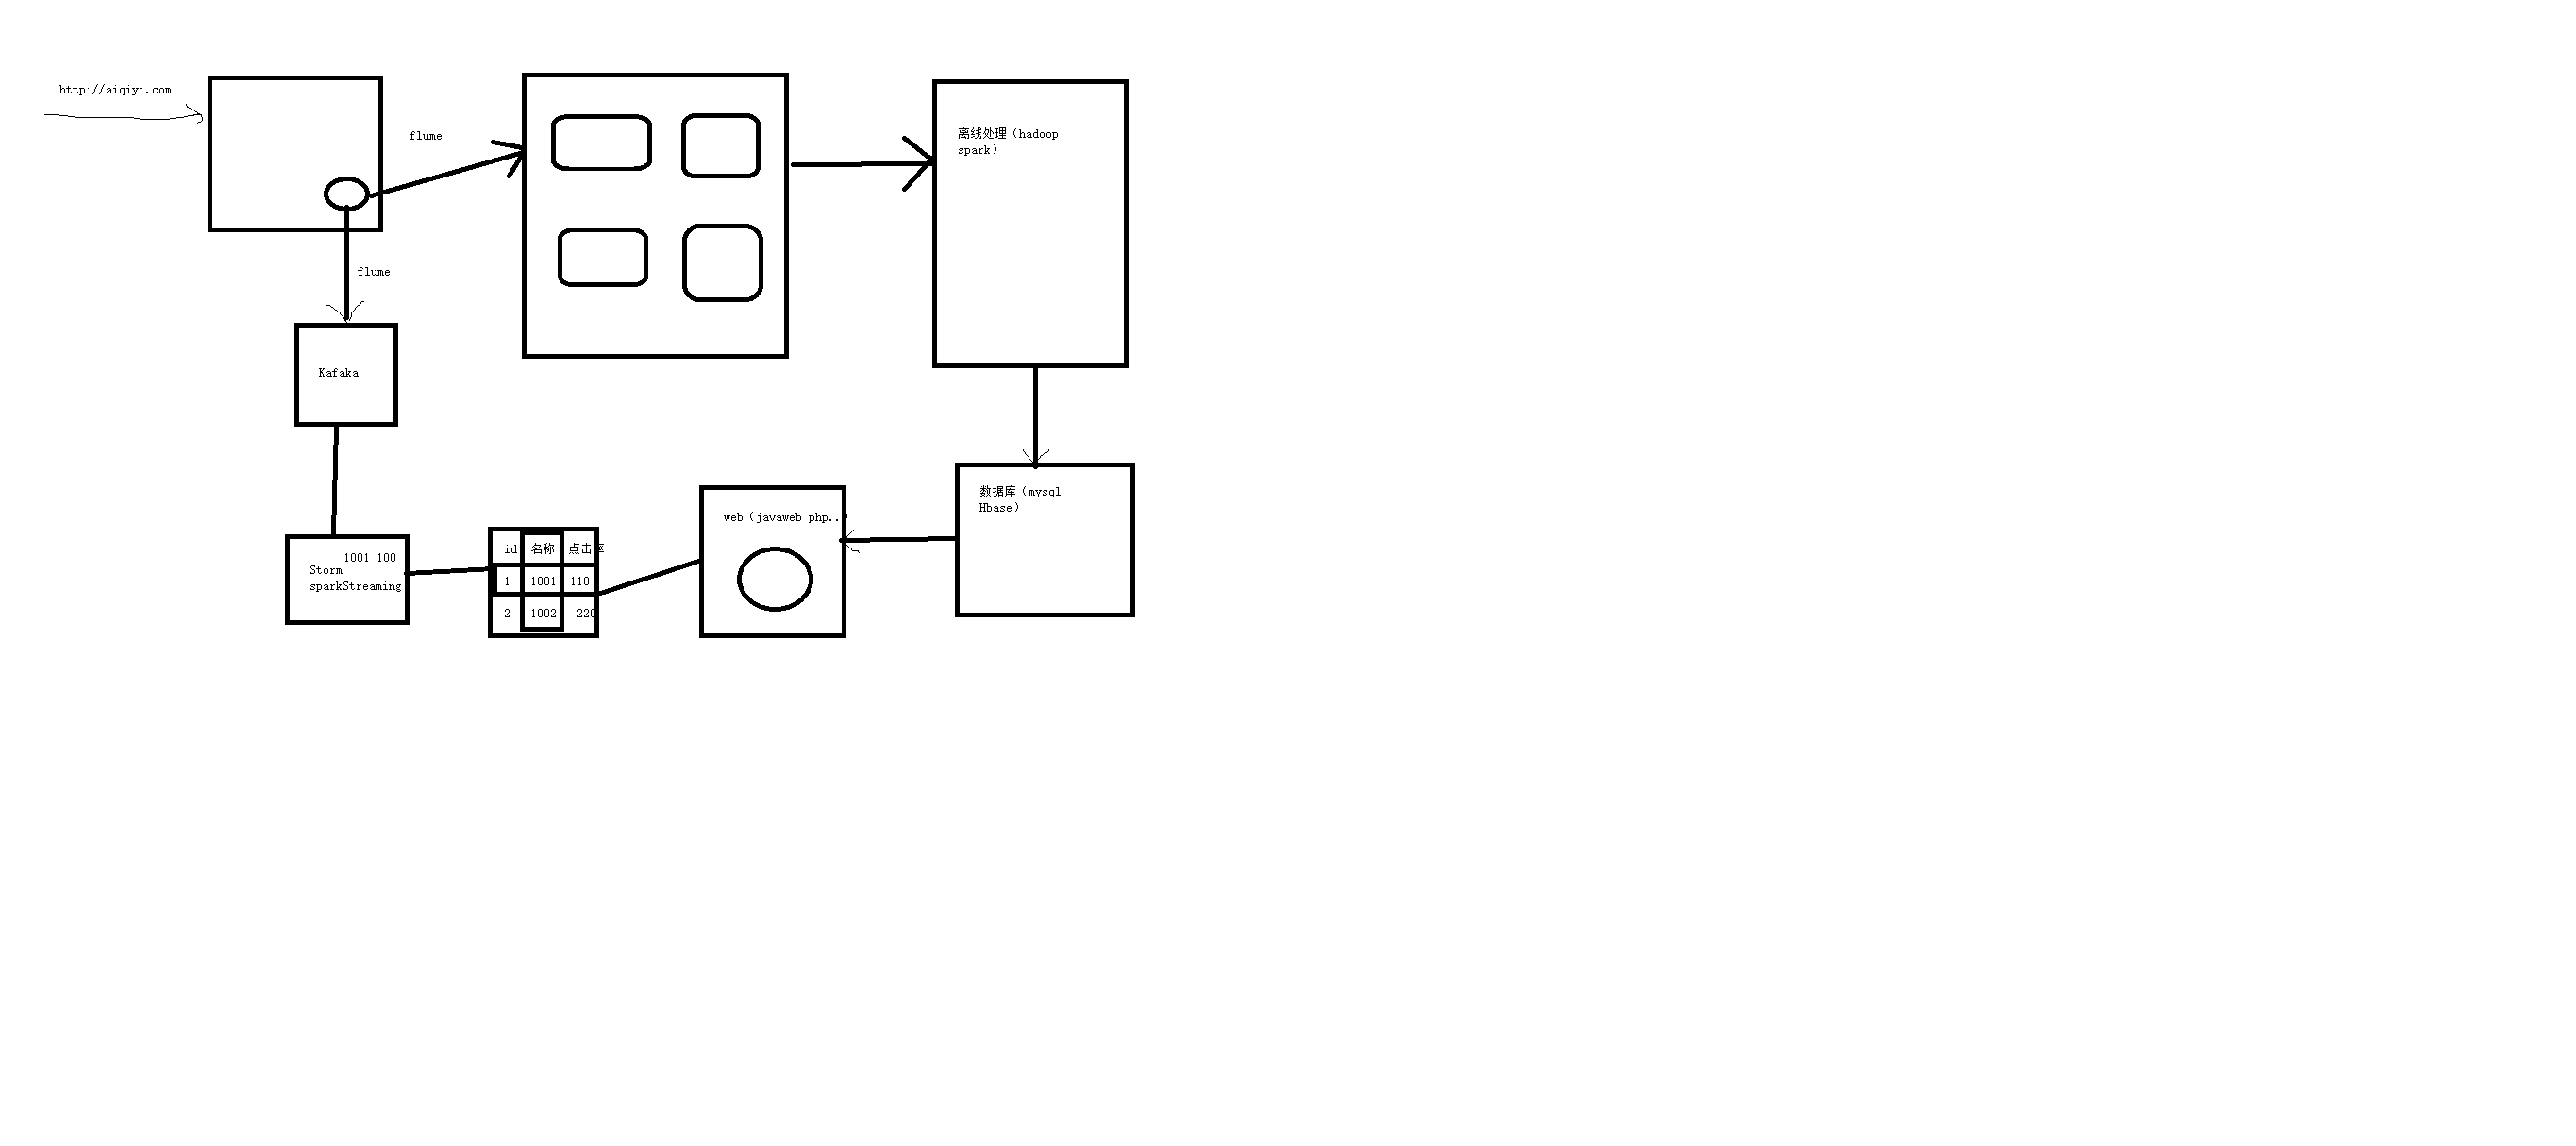 http://aiqiyi.com
flume
离线处理（hadoop
spark）
flume
Kafaka
数据库（mysql
Hbase）
web（javaweb php..
1001 100
Storm
sparkStreaming
id 名称 点击率
1 1001 110
2 1002 220